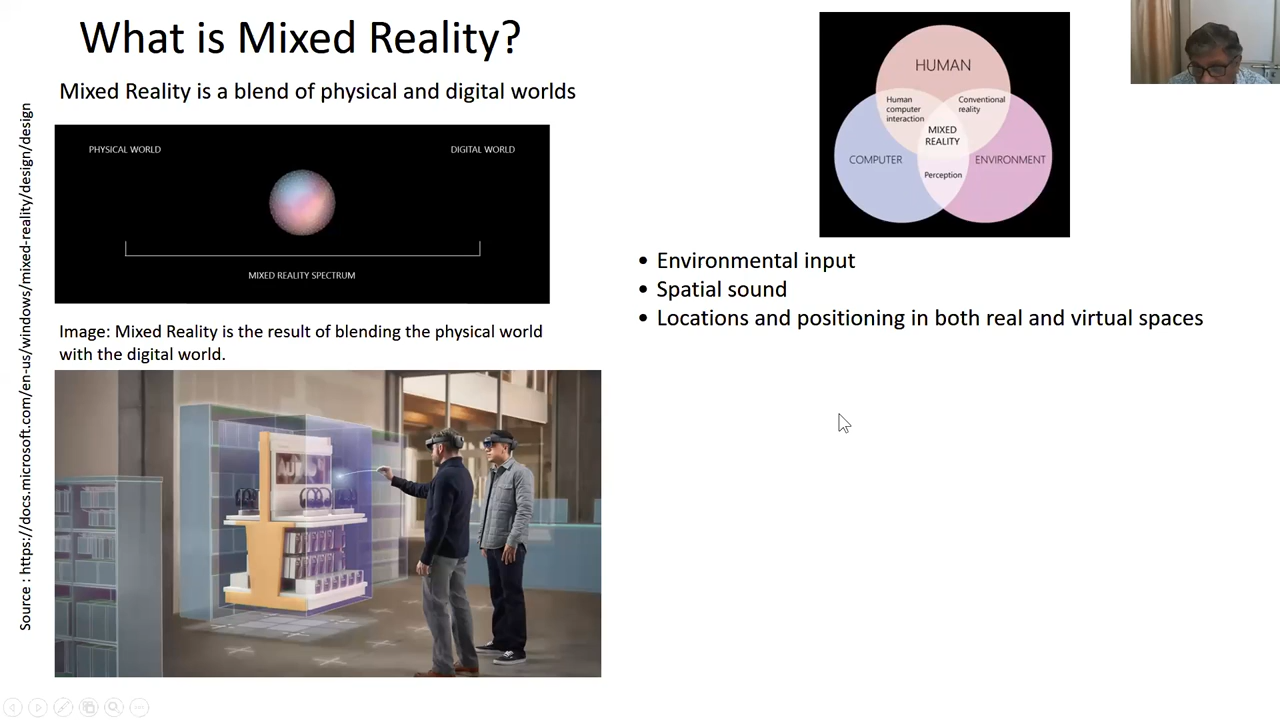 What is Mixed Reality?
Mixed Reality is a blend of physical and digital worlds
PHYSICAL WORLD
DIGITAL WORLD
MIXED REALITY SPECTRUM
Image: Mixed Reality is the result of blending the physical world
with the digital world.
Source : https://docs.microsoft.com/en-us/windows/mixed-reality/design/design
HUMAN
Human
computer
interaction
Conventional
reality
MIXED
REALITY
COMPUTER
ENVIRONMENT
Perception
• Environmental input
• Spatial sound
• Locations and positioning in both real and virtual spaces